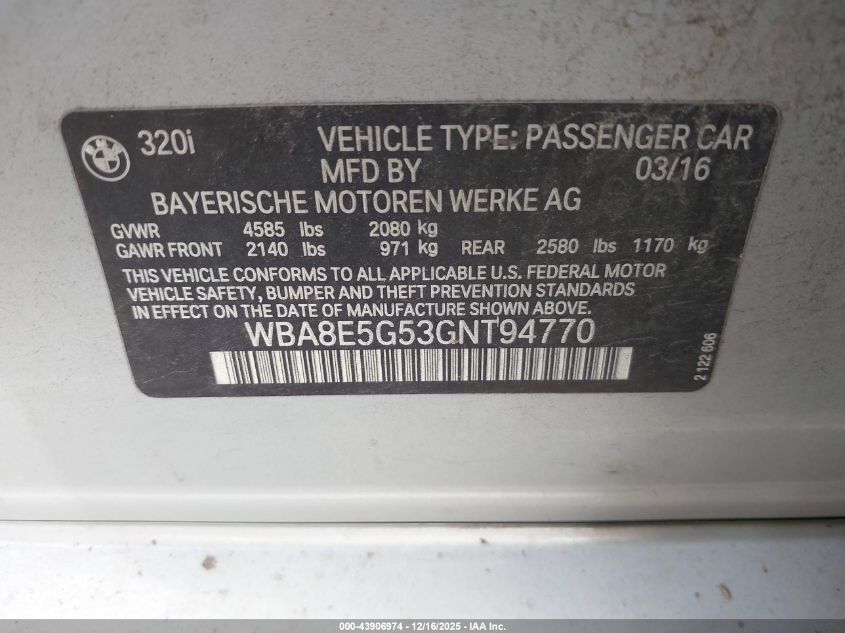 320i VEHICLE TYPE: PASSENGER CAR
MFD BY 03/16
BAYERISCHE MOTOREN WERKE AG
GVWR 4585 lbs 2080 kg
GAWR FRONT 2140 lbs 971 kg REAR 2580 lbs 1170 kg
THIS VEHICLE CONFORMS TO ALL APPLICABLE U.S. FEDERAL MOTOR
VEHICLE SAFETY, BUMPER AND THEFT PREVENTION STANDARDS
IN EFFECT ON THE DATE OF MANUFACTURE SHOWN ABOVE.
WBA8E5G53GNT94770
2 122 606
000-43906974 - 12/16/2025 - IAA Inc.